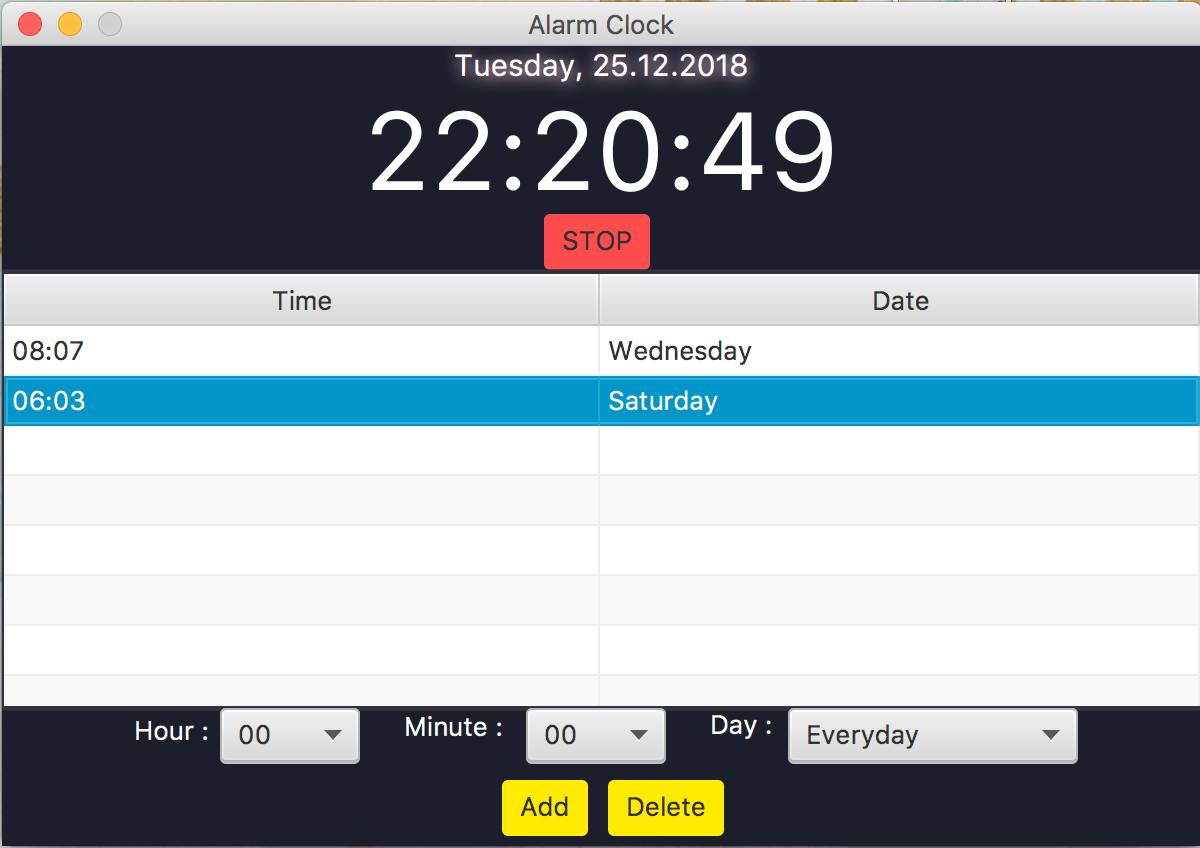 Alarm Clock
Tuesday, 25.12.2018
22:20:49
STOP
Time Date
08:07 Wednesday
06:03 Saturday
Hour : 00 Minute : 00 Day : Everyday
Add Delete